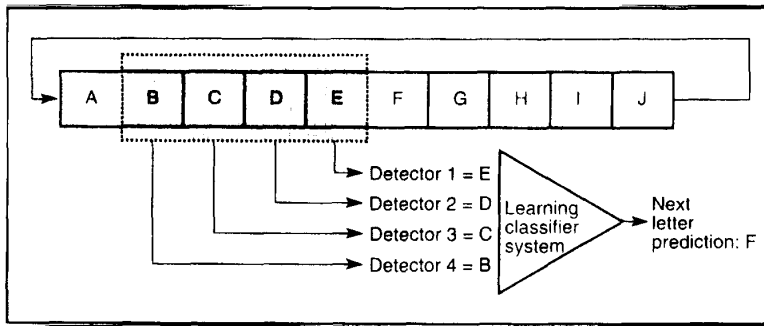 A B C D E F G H I J
Detector 1 = E
Detector 2 = D
Detector 3 = C
Detector 4 = B
Learning
classifier
system
Next
letter
prediction: F